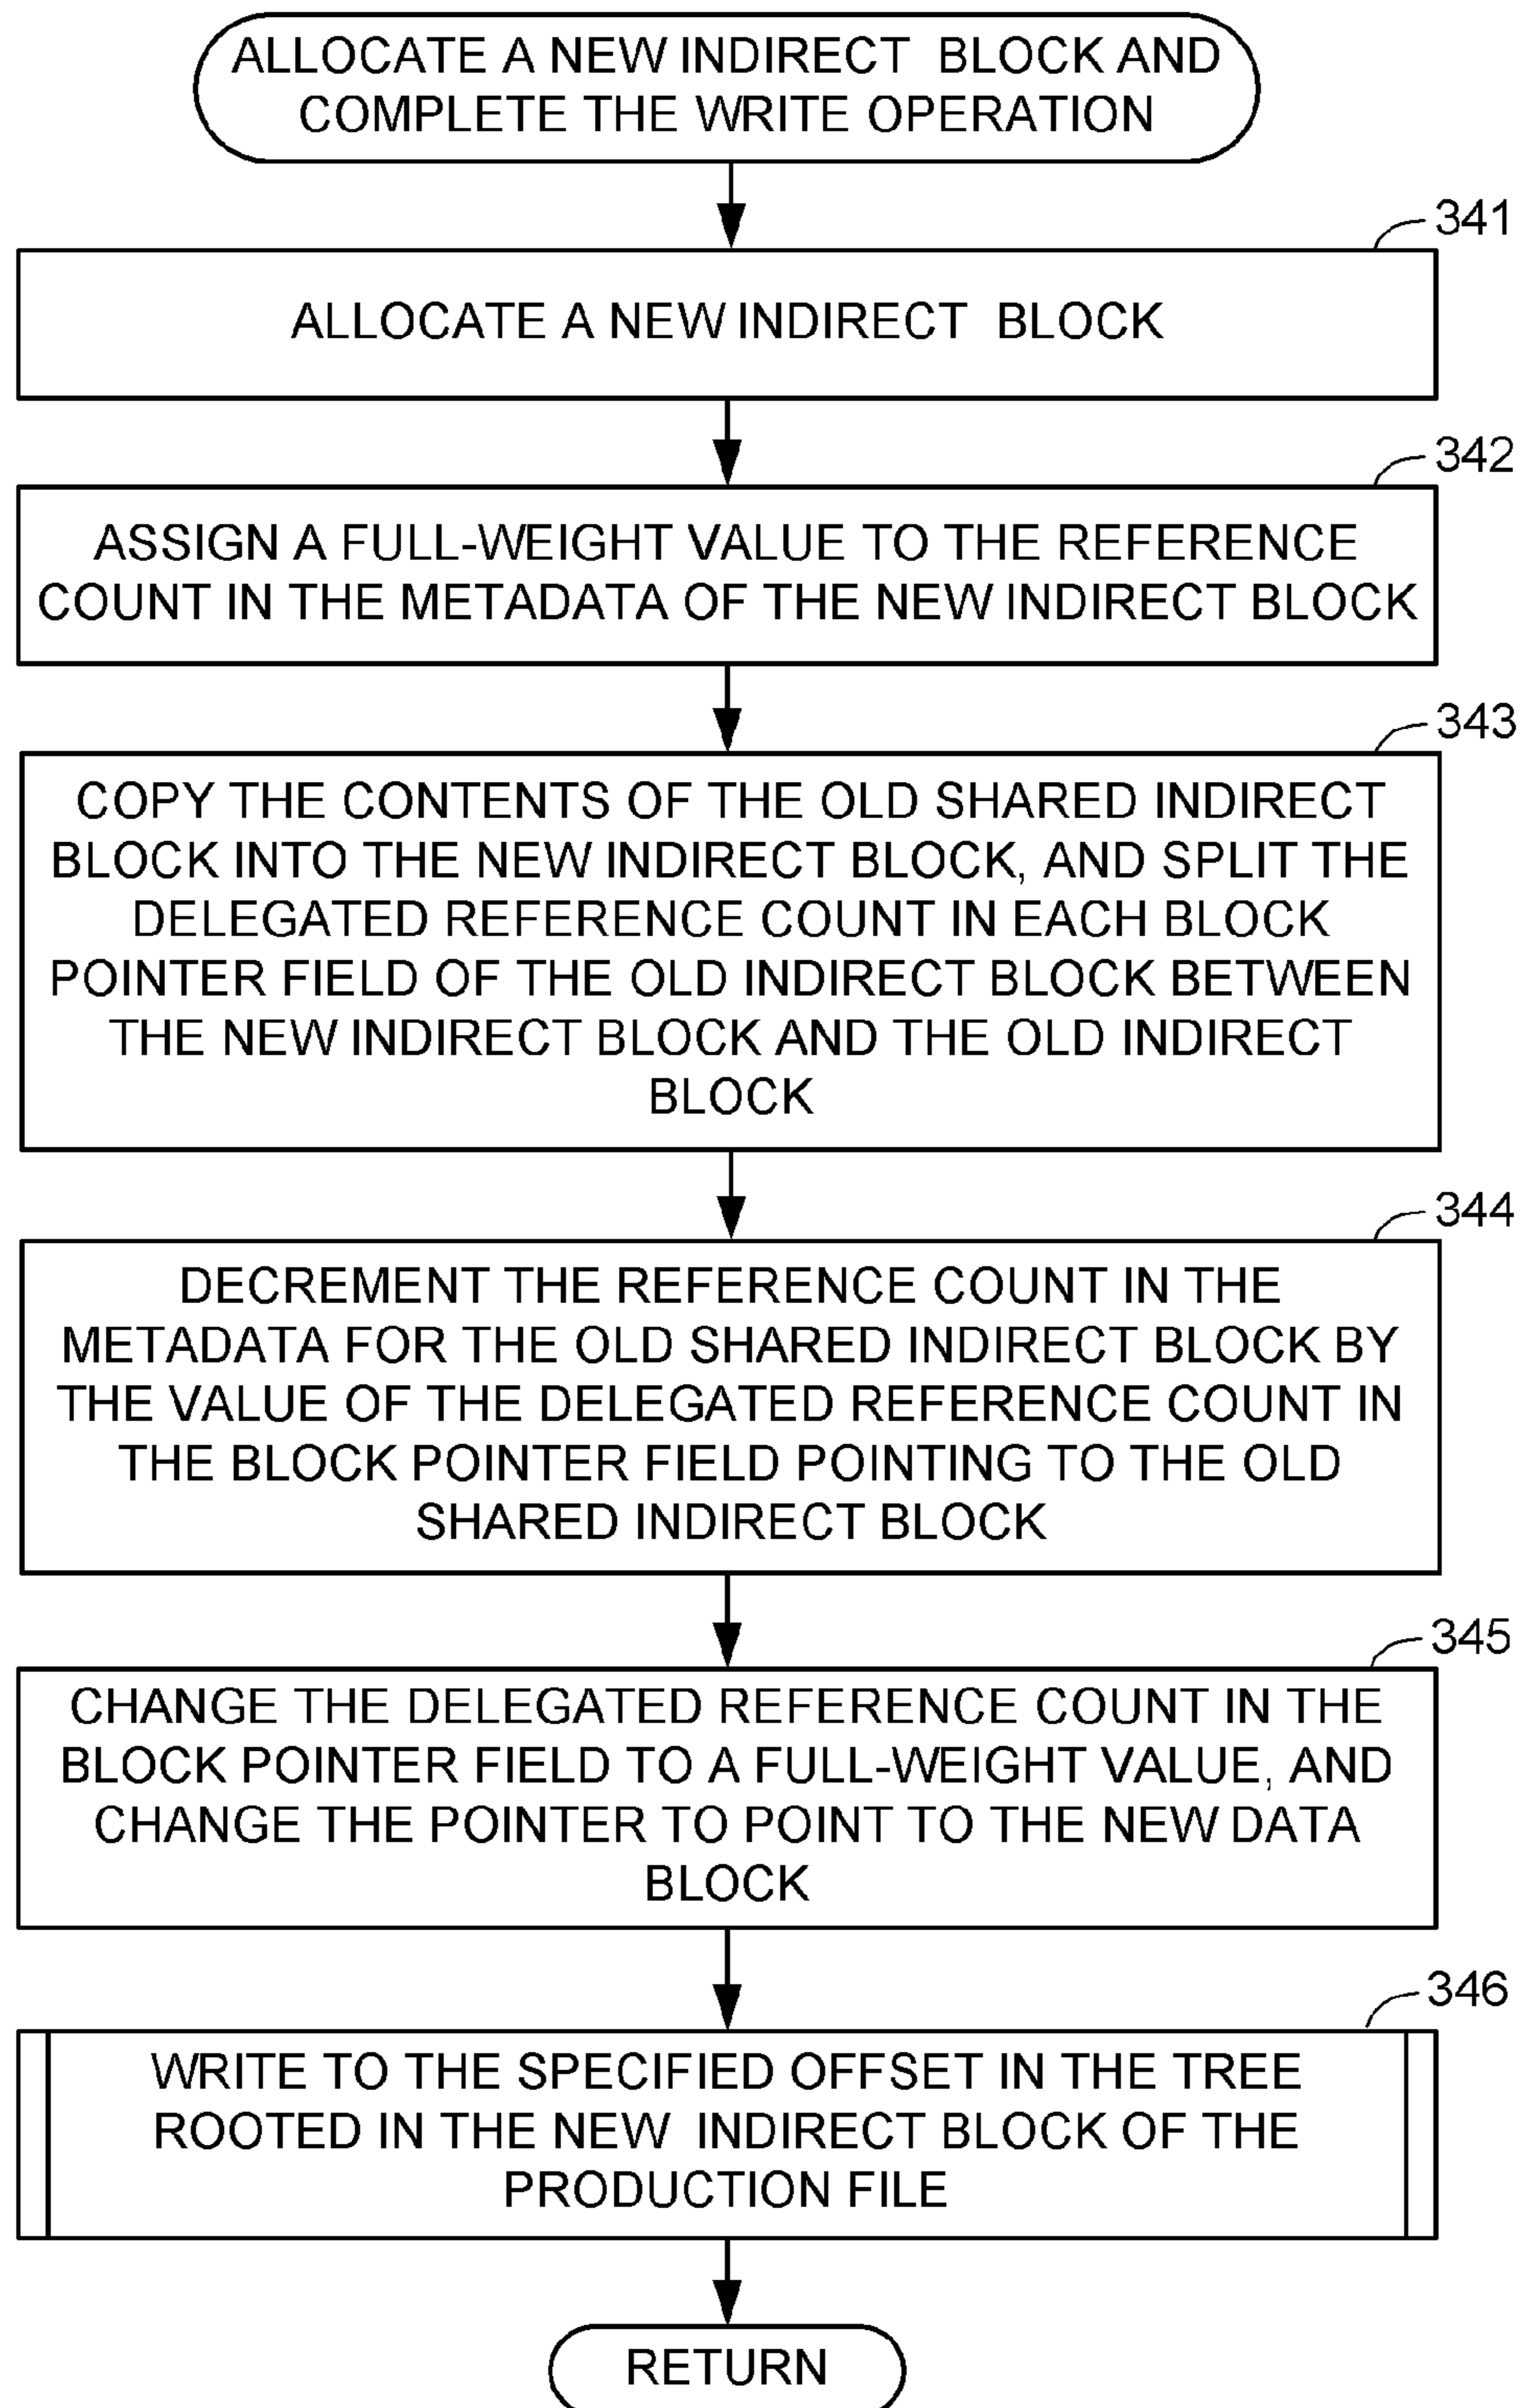 ALLOCATE A NEW INDIRECT BLOCK AND
COMPLETE THE WRITE OPERATION
341
ALLOCATE A NEW INDIRECT BLOCK
342
ASSIGN A FULL-WEIGHT VALUE TO THE REFERENCE
COUNT IN THE METADATA OF THE NEW INDIRECT BLOCK
343
COPY THE CONTENTS OF THE OLD SHARED INDIRECT
BLOCK INTO THE NEW INDIRECT BLOCK, AND SPLIT THE
DELEGATED REFERENCE COUNT IN EACH BLOCK
POINTER FIELD OF THE OLD INDIRECT BLOCK BETWEEN
THE NEW INDIRECT BLOCK AND THE OLD INDIRECT
BLOCK
344
DECREMENT THE REFERENCE COUNT IN THE
METADATA FOR THE OLD SHARED INDIRECT BLOCK BY
THE VALUE OF THE DELEGATED REFERENCE COUNT IN
THE BLOCK POINTER FIELD POINTING TO THE OLD
SHARED INDIRECT BLOCK
345
CHANGE THE DELEGATED REFERENCE COUNT IN THE
BLOCK POINTER FIELD TO A FULL-WEIGHT VALUE, AND
CHANGE THE POINTER TO POINT TO THE NEW DATA
BLOCK
346
WRITE TO THE SPECIFIED OFFSET IN THE TREE
ROOTED IN THE NEW INDIRECT BLOCK OF THE
PRODUCTION FILE
RETURN